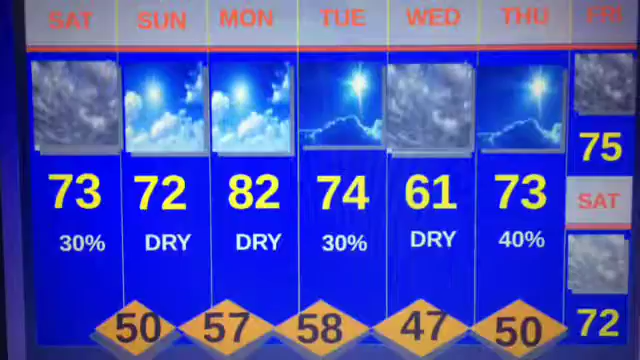 SAT SUN MON TUE WED THU FRI
73 72 82 74 61 73 75
30% DRY DRY 30% DRY 40% SAT
50 57 58 47 50 72